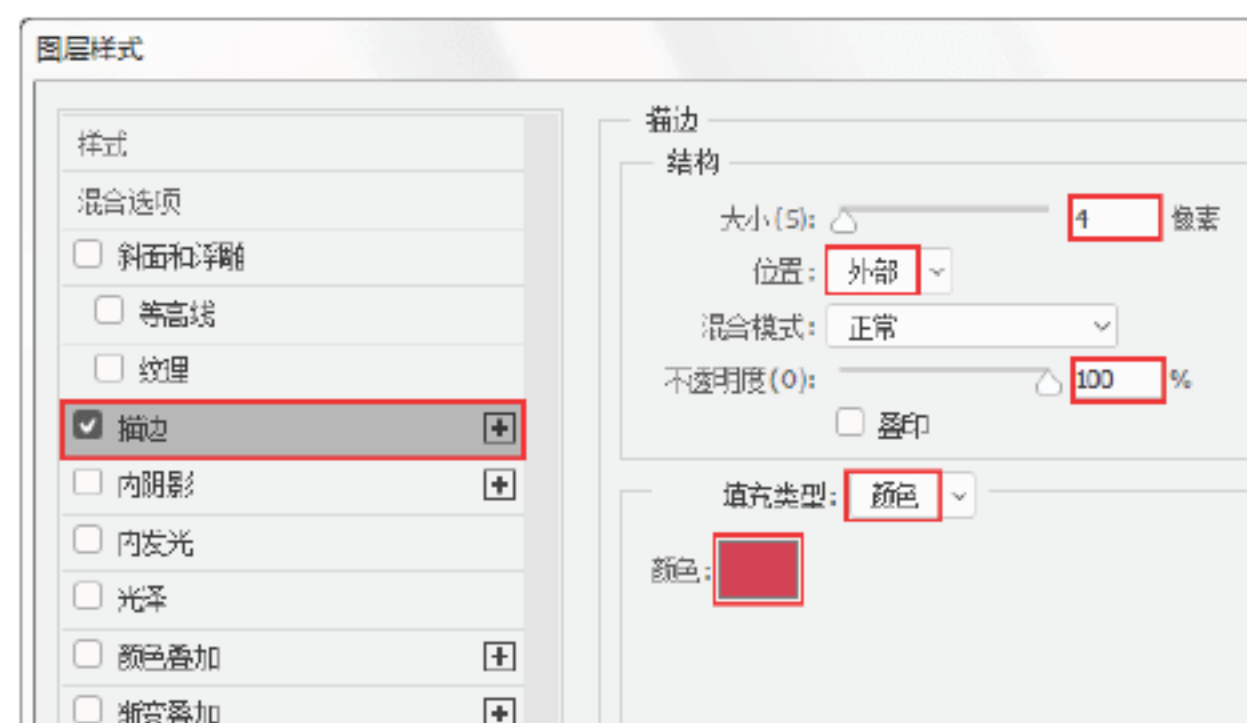 图层样式
样式
混合选项
斜面和浮雕
等高线
纹理
描边
内阴影
内发光
光泽
颜色叠加
渐变叠加
描边
结构
大小(S): 4 像素
位置: 外部
混合模式: 正常
不透明度(O): 100 %
叠印
填充类型: 颜色
颜色: